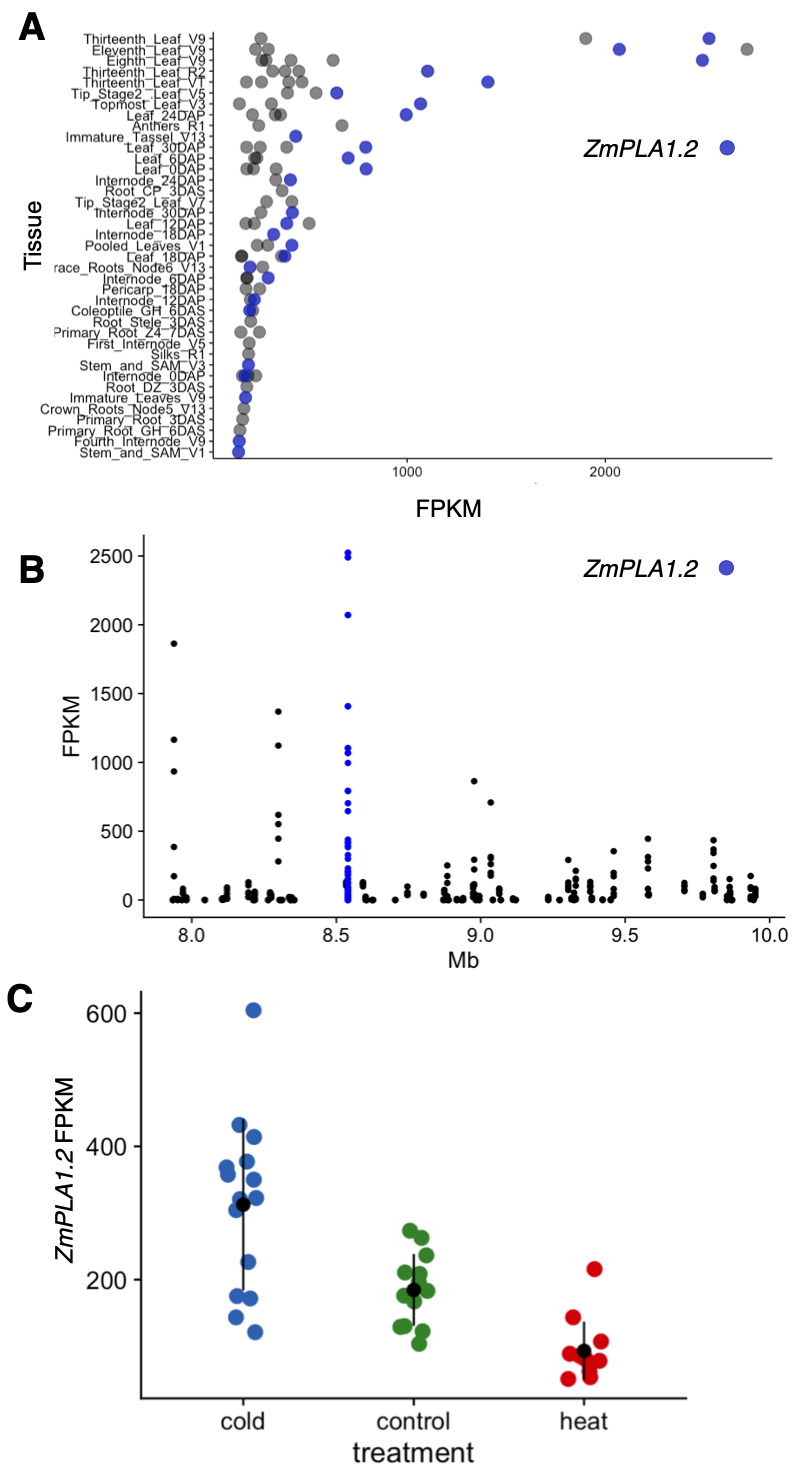 A
Thirteenth_Leaf_V9
Eleventh_Leaf_V9
Eighth_Leaf_V9
Thirteenth_Leaf_R2
Thirteenth_Leaf_VT
Tip_Stage2_Leaf_V5
Topmost_Leaf_V3
Leaf_24DAP
Anthers_R1
Immature_Tassel_V13
Leaf_30DAP
Leaf_6DAP
Leaf_0DAP
Internode_24DAP
Root_CP_3DAS
Tip_Stage2_Leaf_V7
Internode_30DAP
Leaf_12DAP
Internode_18DAP
Pooled_Leaves_V1
Leaf_18DAP
race_Roots_Node6_V13
Internode_6DAP
Pericarp_18DAP
Internode_12DAP
Coleoptile_GH_6DAS
Root_Stele_3DAS
Primary_Root_Z4_7DAS
First_Internode_V5
Silks_R1
Stem_and_SAM_V3
Internode_0DAP
Root_DZ_3DAS
Immature_Leaves_V9
Crown_Roots_Node5_V13
Primary_Root_3DAS
Primary_Root_GH_6DAS
Fourth_Internode_V9
Stem_and_SAM_V1
Tissue
ZmPLA1.2
1000 2000
FPKM
B
ZmPLA1.2
2500
2000
1500
1000
500
0
FPKM
8.0 8.5 9.0 9.5 10.0
Mb
C
600
400
200
ZmPLA1.2 FPKM
cold control heat
treatment